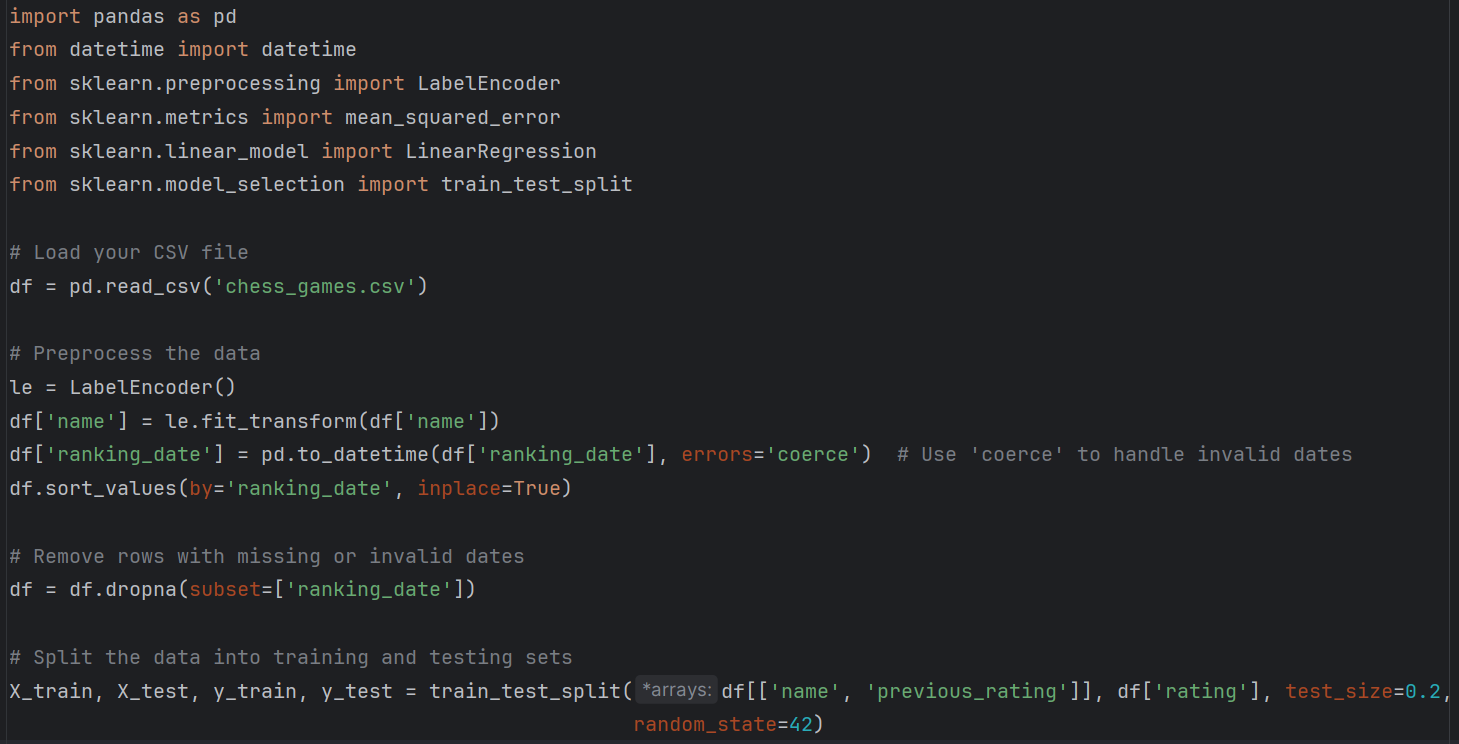 import pandas as pd
from datetime import datetime
from sklearn.preprocessing import LabelEncoder
from sklearn.metrics import mean_squared_error
from sklearn.linear_model import LinearRegression
from sklearn.model_selection import train_test_split
# Load your CSV file
df = pd.read_csv('chess_games.csv')
# Preprocess the data
le = LabelEncoder()
df['name'] = le.fit_transform(df['name'])
df['ranking_date'] = pd.to_datetime(df['ranking_date'], errors='coerce')  # Use 'coerce' to handle invalid dates
df.sort_values(by='ranking_date', inplace=True)
# Remove rows with missing or invalid dates
df = df.dropna(subset=['ranking_date'])
# Split the data into training and testing sets
X_train, X_test, y_train, y_test = train_test_split( *arrays: df[['name', 'previous_rating']], df['rating'], test_size=0.2,
random_state=42)